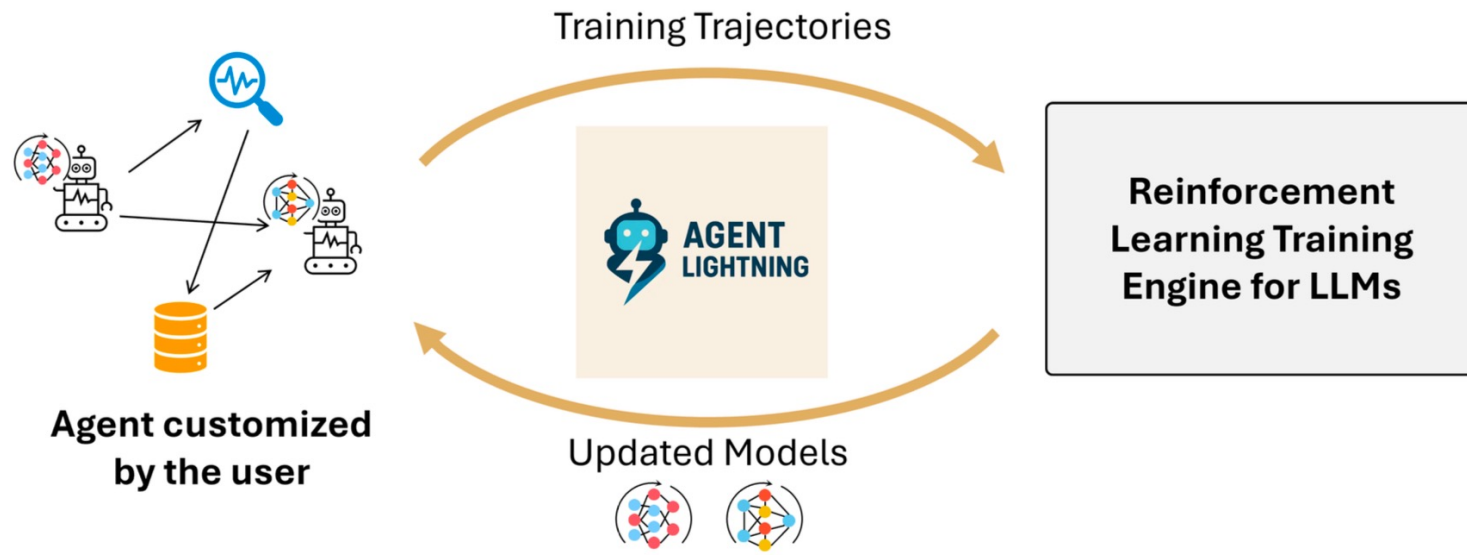 Training Trajectories
AGENT
LIGHTNING
Reinforcement
Learning Training
Engine for LLMs
Agent customized
by the user
Updated Models